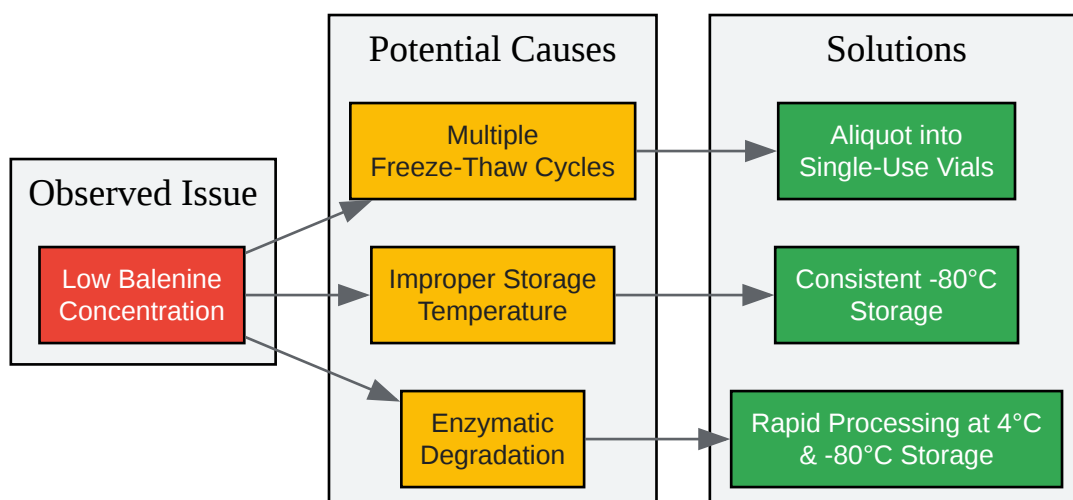 Observed Issue
Low Balenine
Concentration
Potential Causes
Multiple
Freeze-Thaw Cycles
Improper Storage
Temperature
Enzymatic
Degradation
Solutions
Aliquot into
Single-Use Vials
Consistent -80°C
Storage
Rapid Processing at 4°C
& -80°C Storage